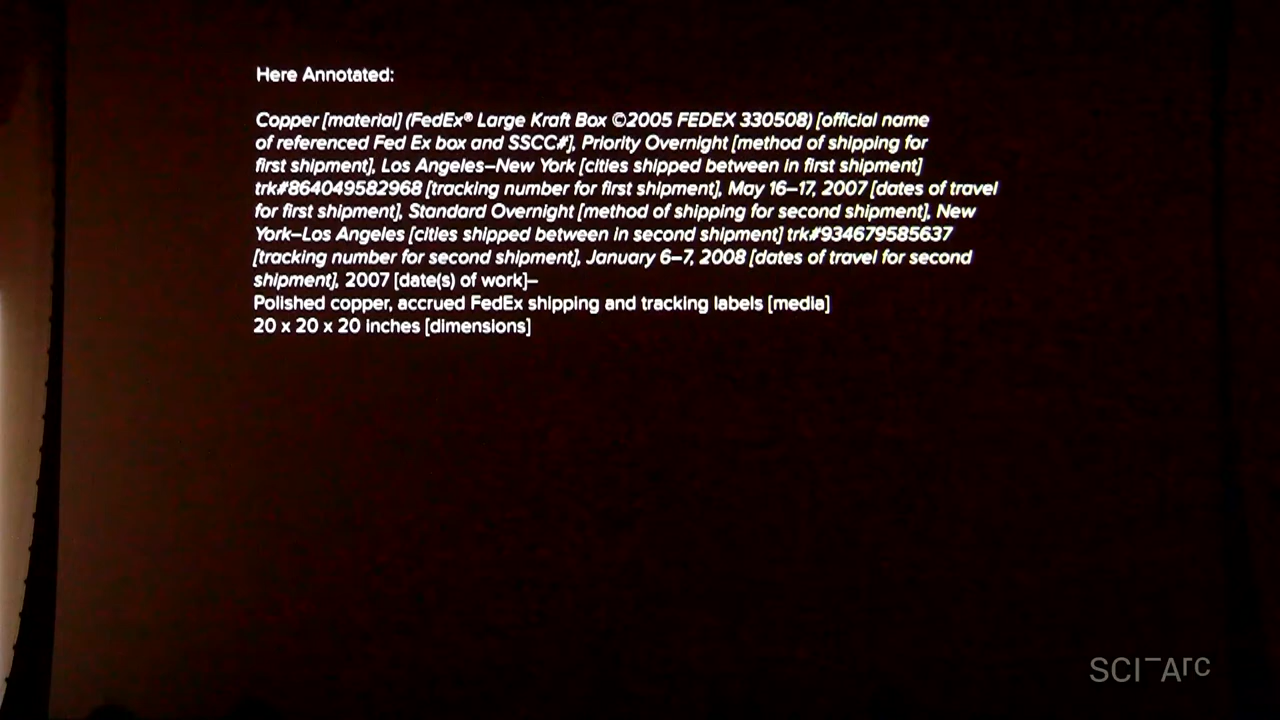 Here Annotated:
Copper [material] (FedEx® Large Kraft Box ©2005 FEDEX 330508) [official name
of referenced Fed Ex box and SSCC#], Priority Overnight [method of shipping for
first shipment], Los Angeles–New York [cities shipped between in first shipment]
trk#864049582968 [tracking number for first shipment], May 16–17, 2007 [dates of travel
for first shipment], Standard Overnight [method of shipping for second shipment], New
York–Los Angeles [cities shipped between in second shipment] trk#934679585637
[tracking number for second shipment], January 6–7, 2008 [dates of travel for second
shipment], 2007 [date(s) of work]–
Polished copper, accrued FedEx shipping and tracking labels [media]
20 x 20 x 20 inches [dimensions]
SCI-Arc